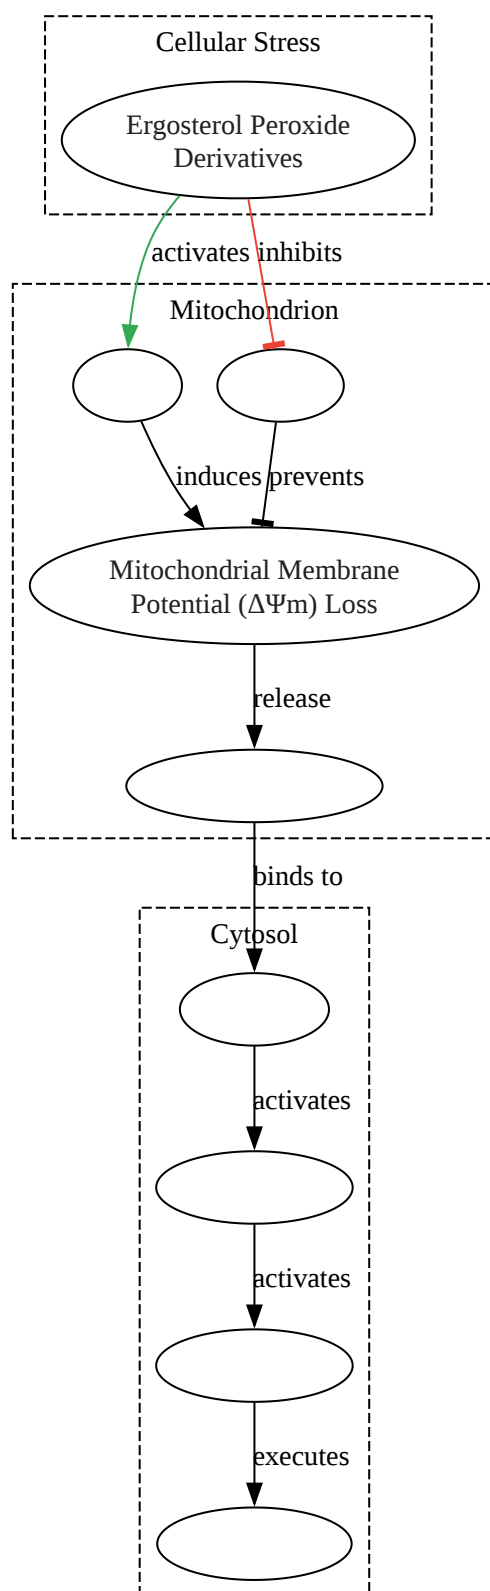 Cellular Stress
Ergosterol Peroxide
Derivatives
activates
inhibits
Mitochondrion
induces
prevents
Mitochondrial Membrane
Potential (ΔΨm) Loss
release
binds to
Cytosol
activates
activates
executes